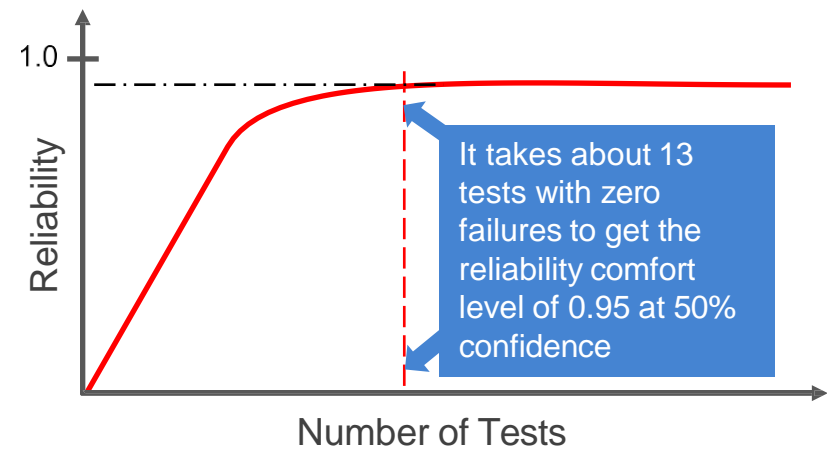 1.0
Reliability
It takes about 13
tests with zero
failures to get the
reliability comfort
level of 0.95 at 50%
confidence
Number of Tests